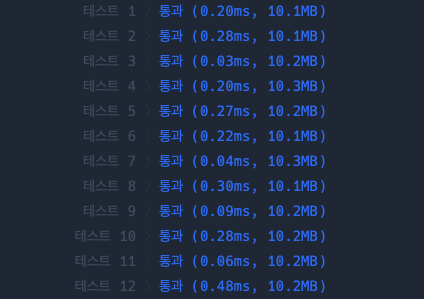 테스트 1 〉 통과 (0.20ms, 10.1MB)
테스트 2 〉 통과 (0.28ms, 10.1MB)
테스트 3 〉 통과 (0.03ms, 10.2MB)
테스트 4 〉 통과 (0.20ms, 10.3MB)
테스트 5 〉 통과 (0.27ms, 10.2MB)
테스트 6 〉 통과 (0.22ms, 10.1MB)
테스트 7 〉 통과 (0.04ms, 10.3MB)
테스트 8 〉 통과 (0.30ms, 10.1MB)
테스트 9 〉 통과 (0.09ms, 10.2MB)
테스트 10 〉 통과 (0.28ms, 10.2MB)
테스트 11 〉 통과 (0.06ms, 10.2MB)
테스트 12 〉 통과 (0.48ms, 10.2MB)